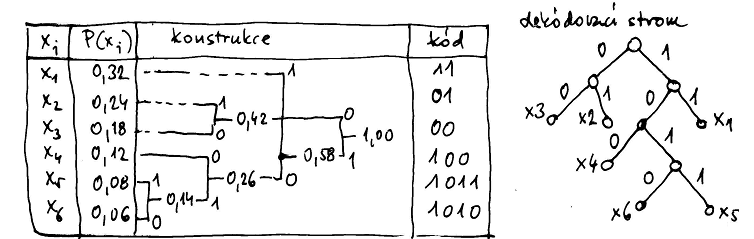 dekódovací strom
xi P(xi) konstrukce kód
x1 0,32 1 11
x2 0,24 1 01
0,42 0
x3 0,18 0 00
1,00
x4 0,12 0 0,58 1 100
x5 0,08 1 0,26 0 1011
0,14 1
x6 0,06 0 1010
0 1
0 1 0 1
x3 x2 x1
0 1
x4
0 1
x6 x5